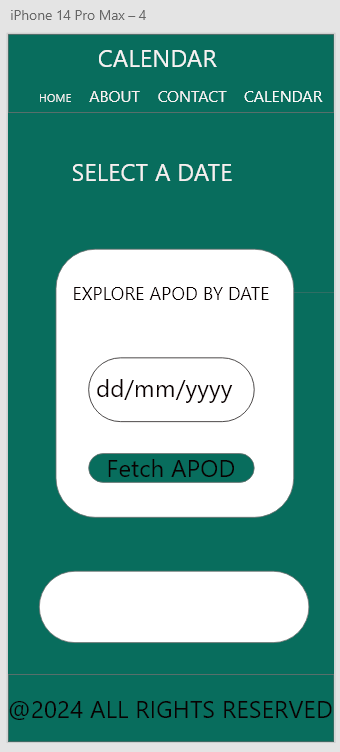 iPhone 14 Pro Max – 4
CALENDAR
HOME ABOUT CONTACT CALENDAR
SELECT A DATE
EXPLORE APOD BY DATE
dd/mm/yyyy
Fetch APOD
@2024 ALL RIGHTS RESERVED